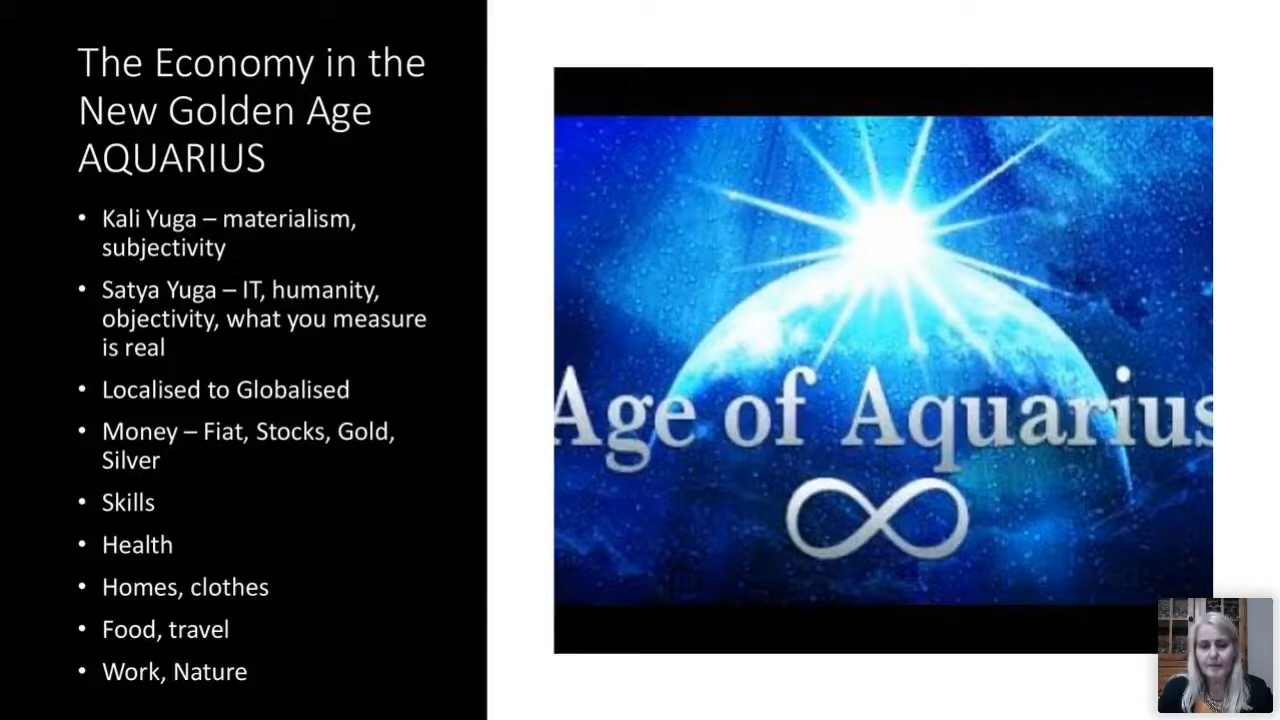 The Economy in the
New Golden Age
AQUARIUS
• Kali Yuga – materialism,
subjectivity
• Satya Yuga – IT, humanity,
objectivity, what you measure
is real
• Localised to Globalised
• Money – Fiat, Stocks, Gold,
Silver
• Skills
• Health
• Homes, clothes
• Food, travel
• Work, Nature
Age of Aquarius
∞